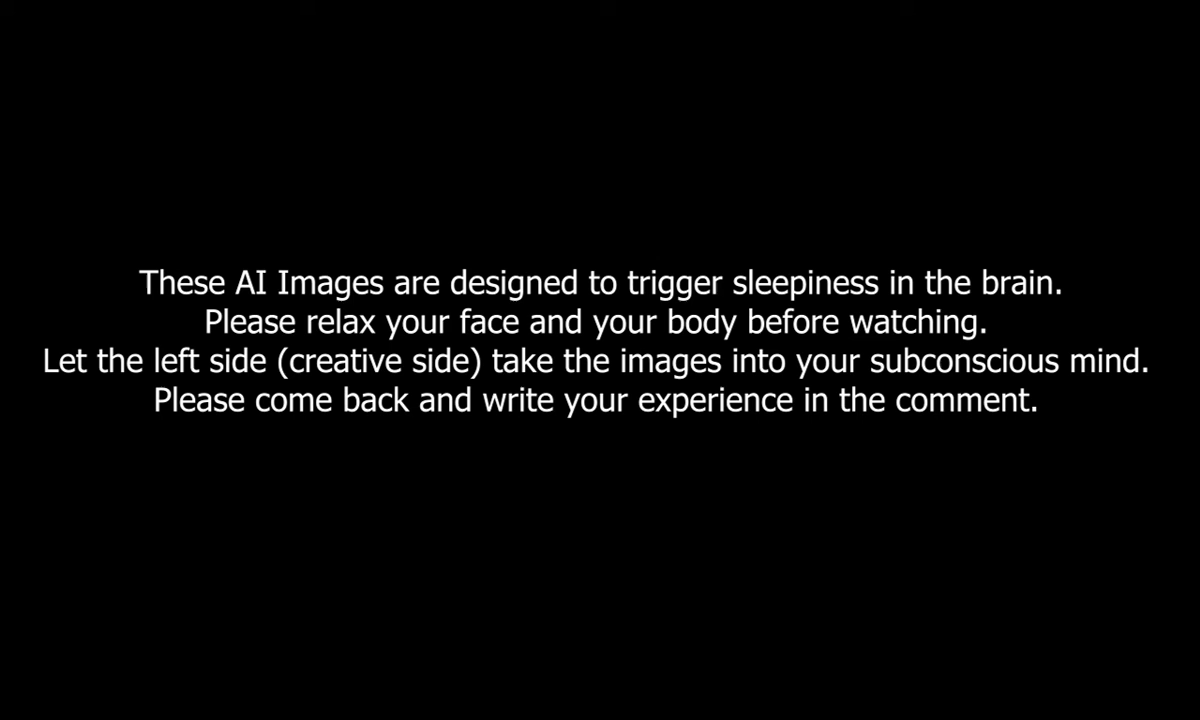 These AI Images are designed to trigger sleepiness in the brain.
Please relax your face and your body before watching.
Let the left side (creative side) take the images into your subconscious mind.
Please come back and write your experience in the comment.